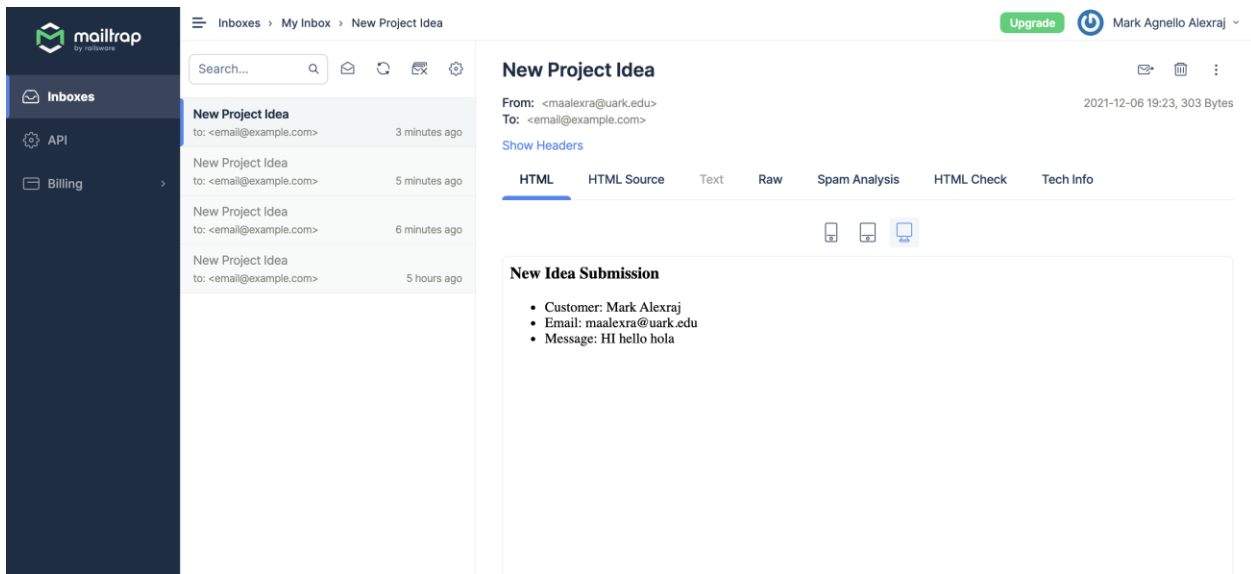 mailtrap
by railsware
Inboxes
API
Billing
Inboxes › My Inbox › New Project Idea
Upgrade
Mark Agnello Alexraj
Search...
New Project Idea
to: <email@example.com> 3 minutes ago
New Project Idea
to: <email@example.com> 5 minutes ago
New Project Idea
to: <email@example.com> 6 minutes ago
New Project Idea
to: <email@example.com> 5 hours ago
New Project Idea
From: <maalexra@uark.edu> 2021-12-06 19:23, 303 Bytes
To: <email@example.com>
Show Headers
HTML HTML Source Text Raw Spam Analysis HTML Check Tech Info
New Idea Submission
• Customer: Mark Alexraj
• Email: maalexra@uark.edu
• Message: HI hello hola